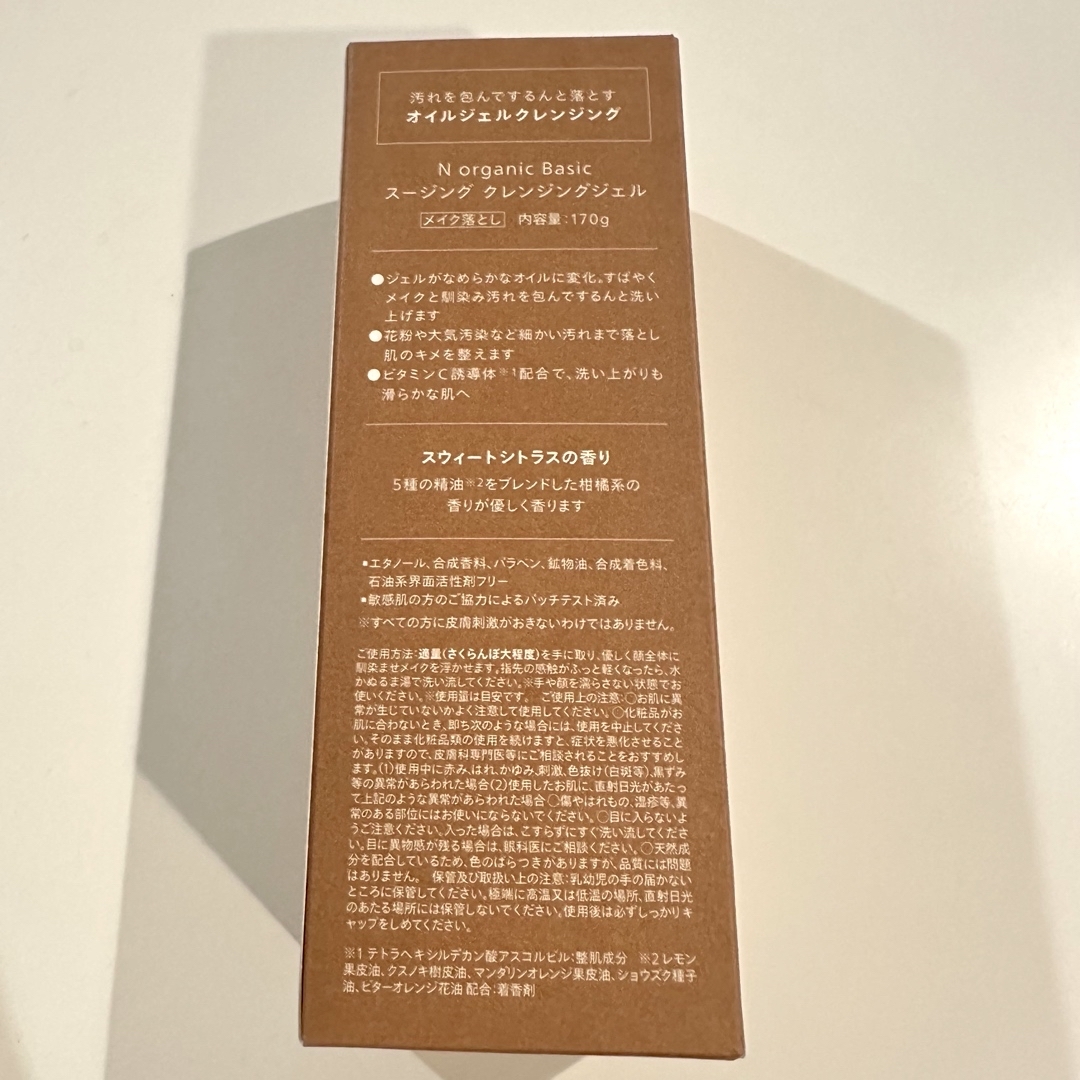 汚れを包んでするんと落とす
オイルジェルクレンジング
N organic Basic
スージング クレンジングジェル
メイク落とし 内容量:170g
●ジェルがなめらかなオイルに変化。すばやく
メイクと馴染み汚れを包んでするんと洗い
上げます
●花粉や大気汚染など細かい汚れまで落とし
肌のキメを整えます
●ビタミンC誘導体※1配合で、洗い上がりも
滑らかな肌へ
スウィートシトラスの香り
5種の精油※2をブレンドした柑橘系の
香りが優しく香ります
▪エタノール、合成香料、パラベン、鉱物油、合成着色料、
石油系界面活性剤フリー
▪敏感肌の方のご協力によるパッチテスト済み
※すべての方に皮膚刺激がおきないわけではありません。
ご使用方法:適量(さくらんぼ大程度)を手に取り、優しく顔全体に
馴染ませメイクを浮かせます。指先の感触がふっと軽くなったら、水
かぬるま湯で洗い流してください。※手や顔を濡らさない状態でお
使いください。※使用量は目安です。 ご使用上の注意:○お肌に異
常が生じていないかよく注意して使用してください。○化粧品がお
肌に合わないとき、即ち次のような場合には、使用を中止してくださ
い。そのまま化粧品類の使用を続けますと、症状を悪化させること
がありますので、皮膚科専門医等にご相談されることをおすすめしま
す。(1)使用中に赤み、はれ、かゆみ、刺激、色抜け(白斑等)、黒ずみ
等の異常があらわれた場合(2)使用したお肌に、直射日光があたっ
て上記のような異常があらわれた場合○傷やはれもの、湿疹等、異
常のある部位にはお使いにならないでください。○目に入らないよ
うご注意ください。入った場合は、こすらずにすぐ洗い流してくださ
い。目に異物感が残る場合は、眼科医にご相談ください。○天然成
分を配合しているため、色のばらつきがありますが、品質には問題
はありません。 保管及び取扱い上の注意:乳幼児の手の届かない
ところに保管してください。極端に高温又は低温の場所、直射日光
のあたる場所には保管しないでください。使用後は必ずしっかりキ
ャップをしめてください。
※1 テトラヘキシルデカン酸アスコルビル:整肌成分 ※2 レモン
果皮油、クスノキ樹皮油、マンダリンオレンジ果皮油、ショウズク種子
油、ビターオレンジ花油 配合:着香剤